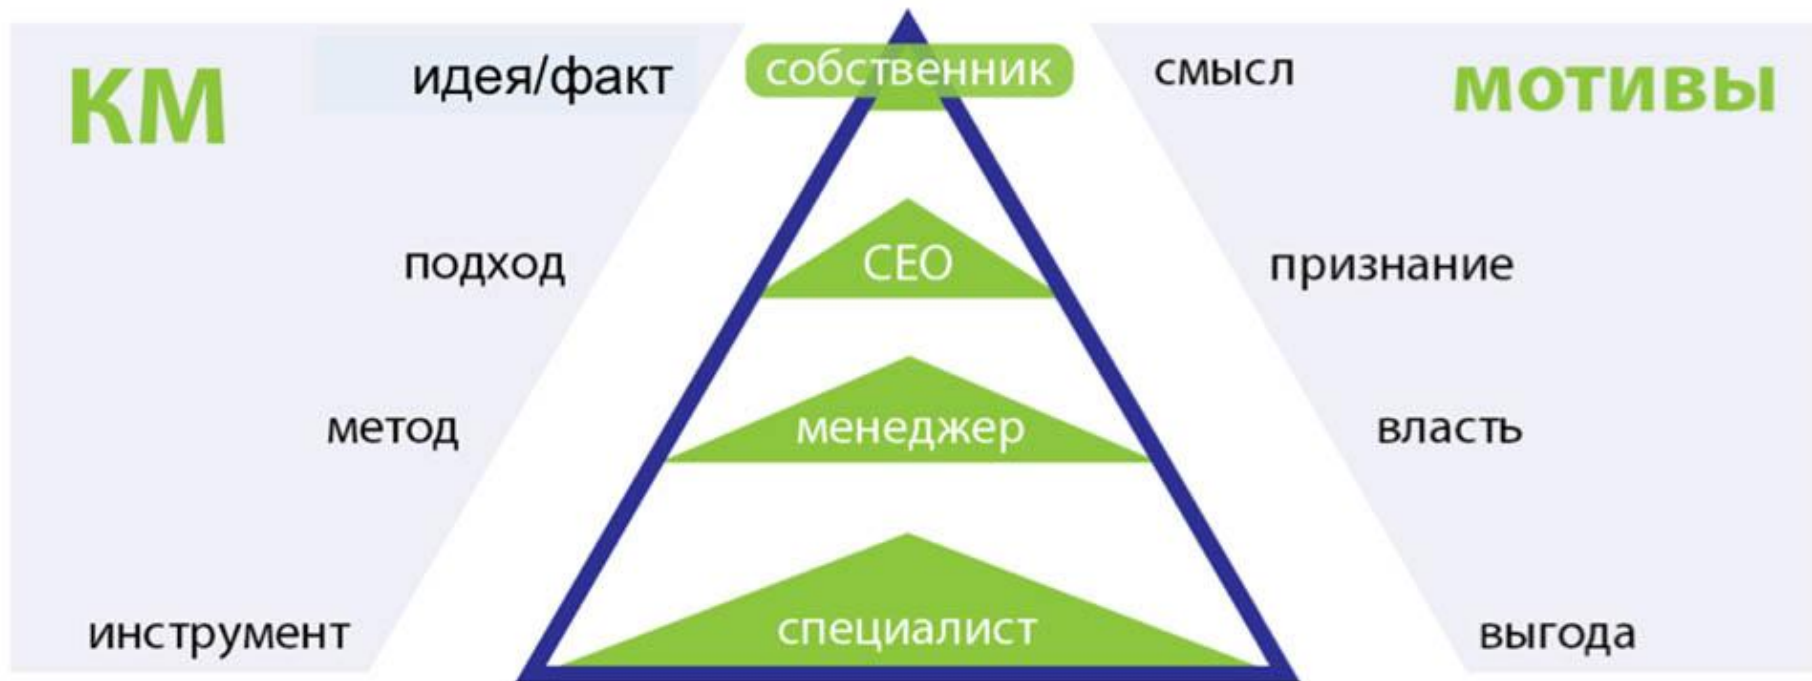 КМ идея/факт собственник смысл мотивы
подход CEO признание
метод менеджер власть
инструмент специалист выгода